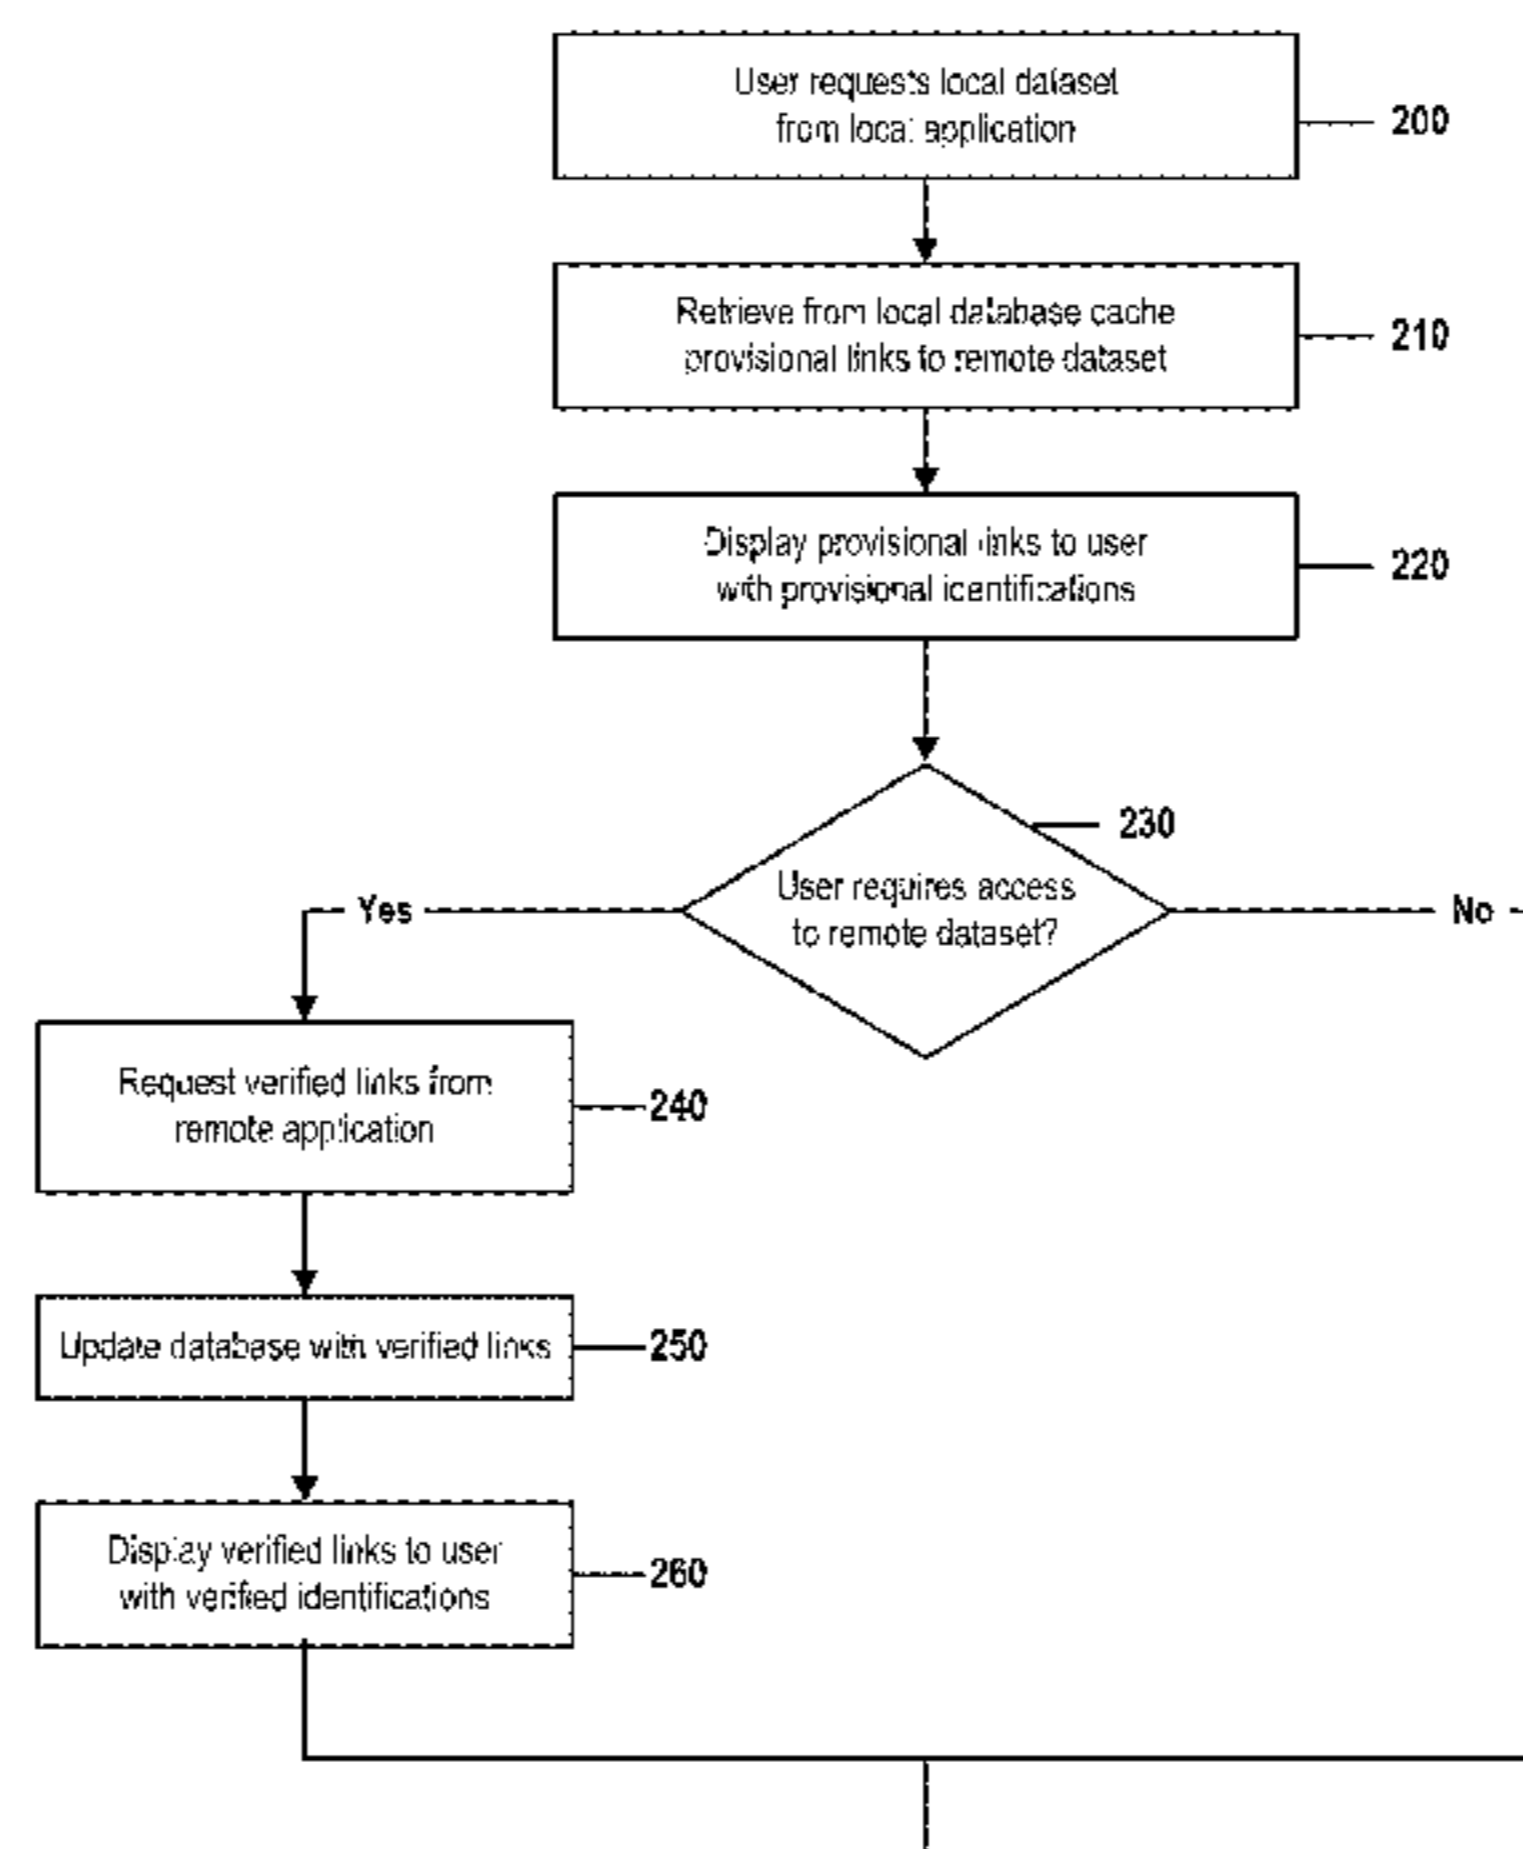 User requests local dataset
from local application
200
Retrieve from local database cache
provisional links to remote dataset
210
Display provisional links to user
with provisional identifications
220
230
User requires access
to remote dataset?
Yes
No
Request verified links from
remote application
240
Update database with verified links
250
Display verified links to user
with verified identifications
260